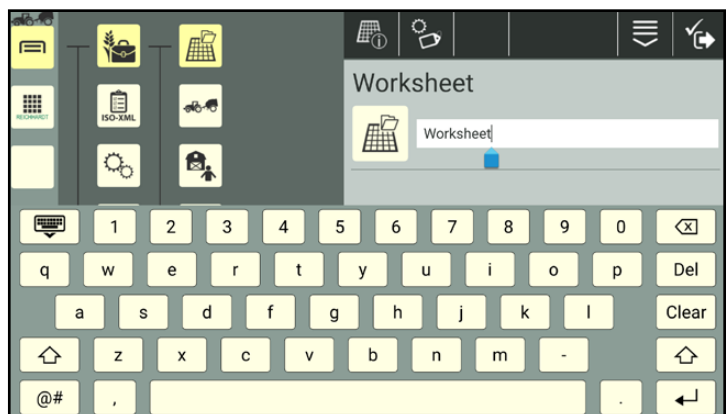 ISO-XML
REICHHARDT
Worksheet
Worksheet
1 2 3 4 5 6 7 8 9 0
q w e r t y u i o p Del
a s d f g h j k l Clear
z x c v b n m -
@# , .